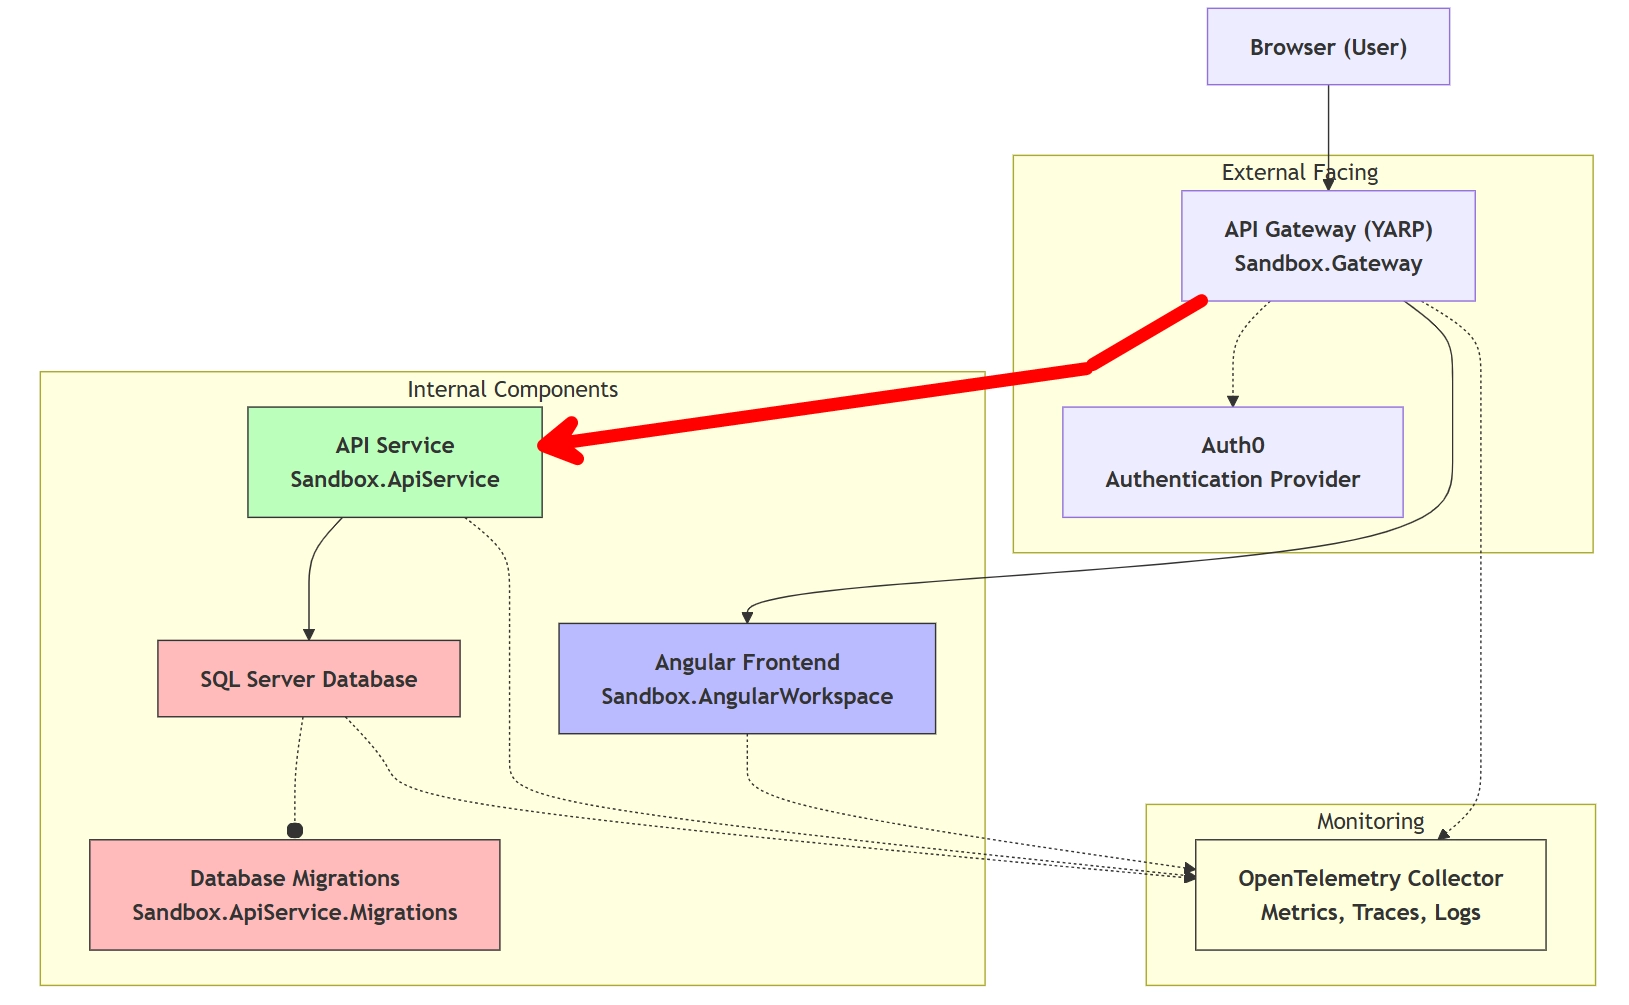 Browser (User)
External Facing
API Gateway (YARP)
Sandbox.Gateway
Internal Components
API Service
Sandbox.ApiService
Auth0
Authentication Provider
SQL Server Database
Angular Frontend
Sandbox.AngularWorkspace
Monitoring
Database Migrations
Sandbox.ApiService.Migrations
OpenTelemetry Collector
Metrics, Traces, Logs